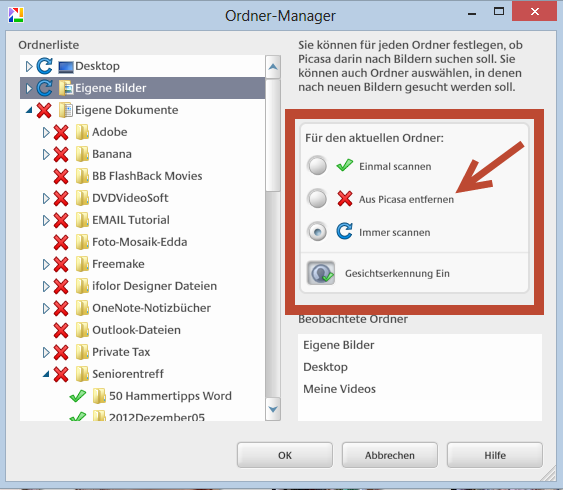 Ordner-Manager
Ordnerliste
Desktop
Eigene Bilder
Eigene Dokumente
Adobe
Banana
BB FlashBack Movies
DVDVideoSoft
EMAIL Tutorial
Foto-Mosaik-Edda
Freemake
ifolor Designer Dateien
OneNote-Notizbücher
Outlook-Dateien
Private Tax
Seniorentreff
50 Hammertipps Word
2012Dezember05
Sie können für jeden Ordner festlegen, ob
Picasa darin nach Bildern suchen soll. Sie
können auch Ordner auswählen, in denen
nach neuen Bildern gesucht werden soll.
Für den aktuellen Ordner:
Einmal scannen
Aus Picasa entfernen
Immer scannen
Gesichtserkennung Ein
Beobachtete Ordner
Eigene Bilder
Desktop
Meine Videos
OK
Abbrechen
Hilfe